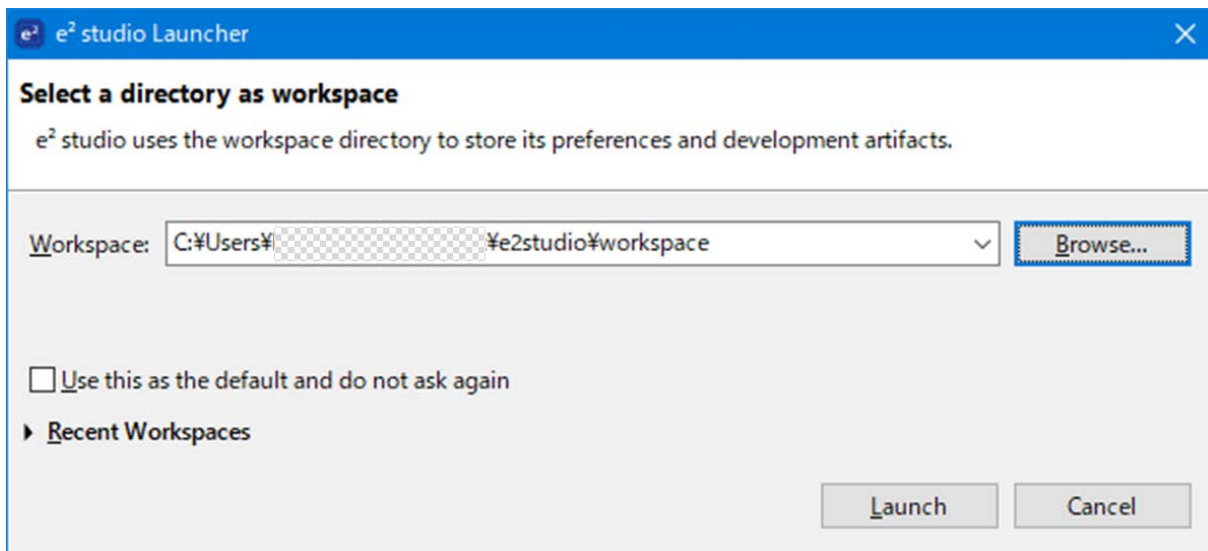 e² e² studio Launcher
Select a directory as workspace
e² studio uses the workspace directory to store its preferences and development artifacts.
Workspace: C:¥Users¥ ¥e2studio¥workspace Browse...
Use this as the default and do not ask again
Recent Workspaces
Launch Cancel